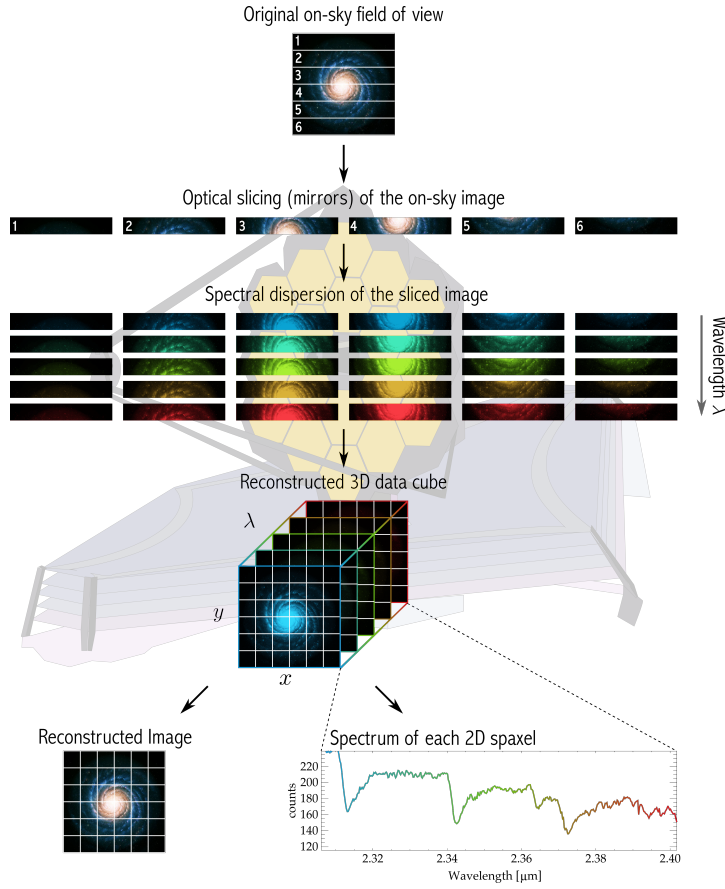 Original on-sky field of view
1
2
3
4
5
6
Optical slicing (mirrors) of the on-sky image
1 2 3 4 5 6
Spectral dispersion of the sliced image
Wavelength λ
Reconstructed 3D data cube
λ
y
x
Reconstructed Image
Spectrum of each 2D spaxel
220
200
180
160
140
120
counts
2.32 2.34 2.36 2.38 2.40
Wavelength [μm]